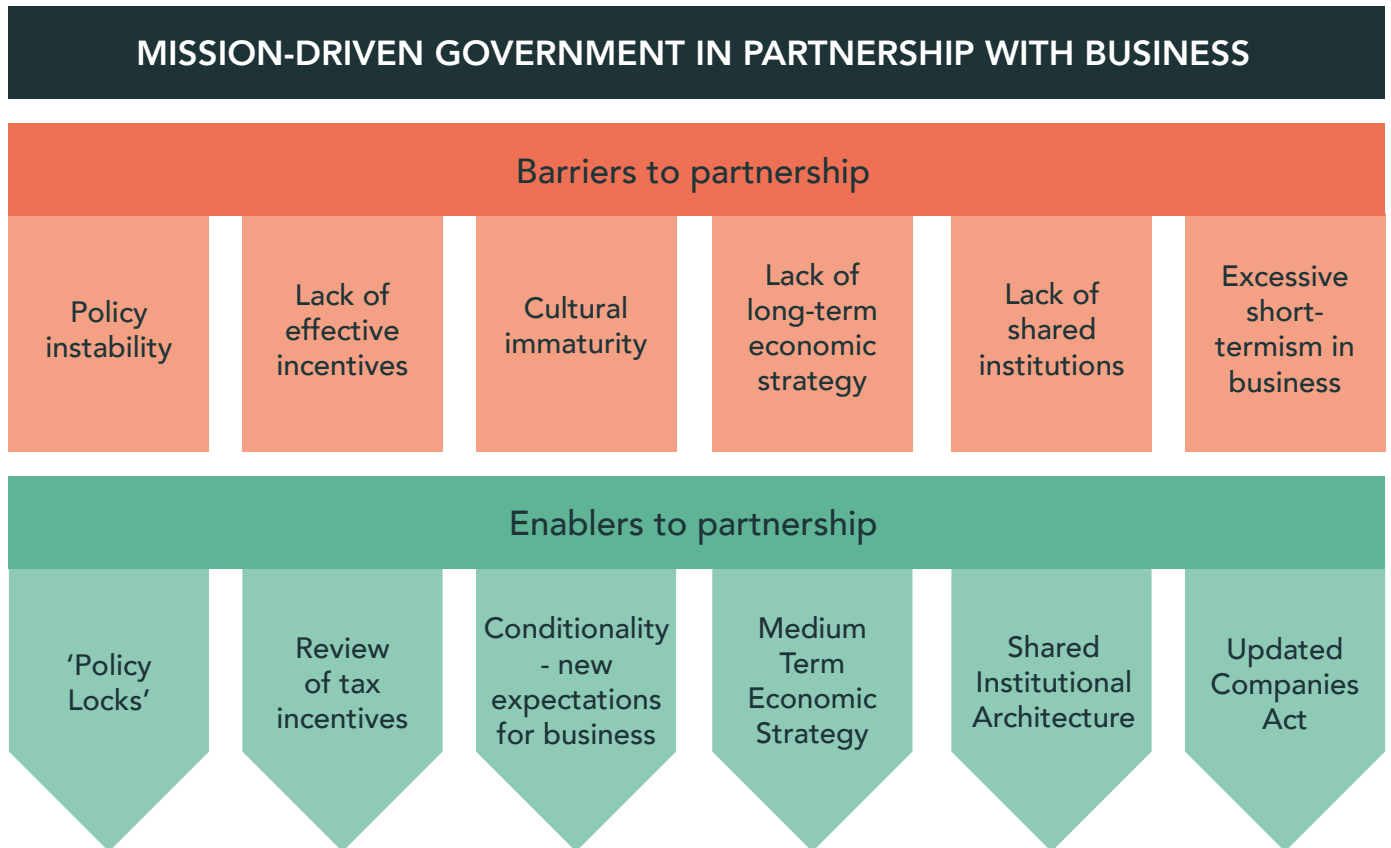 MISSION-DRIVEN GOVERNMENT IN PARTNERSHIP WITH BUSINESS
Barriers to partnership
Policy
instability
Lack of
effective
incentives
Cultural
immaturity
Lack of
long-term
economic
strategy
Lack of
shared
institutions
Excessive
short-
termism in
business
Enablers to partnership
‘Policy
Locks’
Review
of tax
incentives
Conditionality
- new
expectations
for business
Medium
Term
Economic
Strategy
Shared
Institutional
Architecture
Updated
Companies
Act